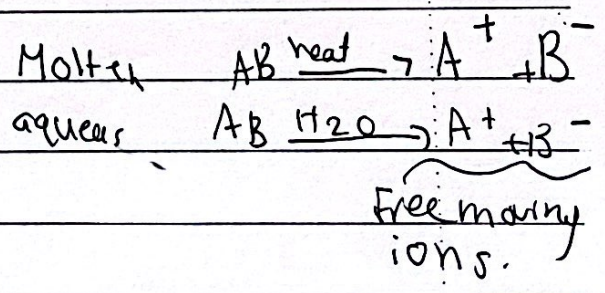 Molten AB heat → A⁺ + B⁻
aqueous AB H2O → A⁺ + B⁻
Free moving
ions.